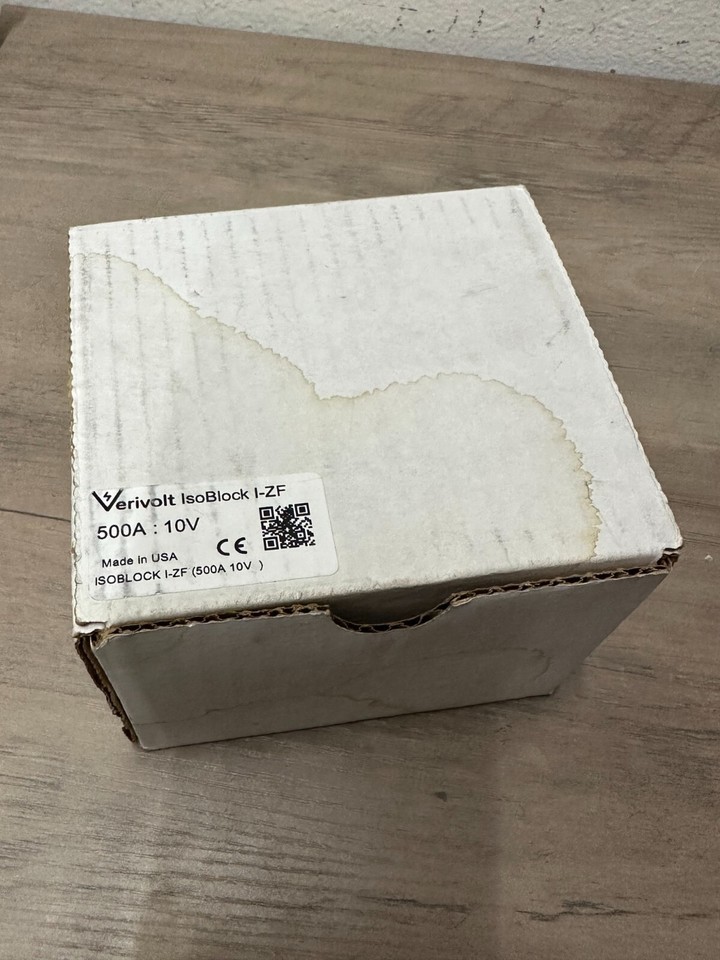 Verivolt IsoBlock I-ZF
500A : 10V
CE
Made in USA
ISOBLOCK I-ZF (500A 10V )